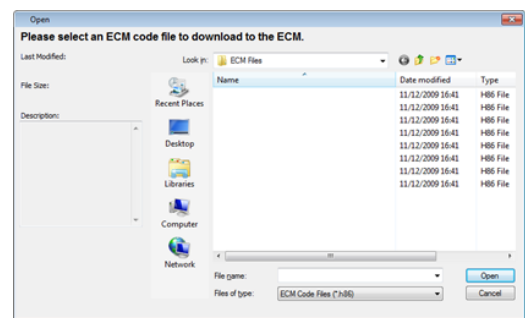 Open
Please select an ECM code file to download to the ECM.
Last Modified:
Look in:
ECM Files
File Size:
Description:
Recent Places
Desktop
Libraries
Computer
Network
Name Date modified Type
11/12/2009 16:41 H86 File
11/12/2009 16:41 H86 File
11/12/2009 16:41 H86 File
11/12/2009 16:41 H86 File
11/12/2009 16:41 H86 File
11/12/2009 16:41 H86 File
11/12/2009 16:41 H86 File
11/12/2009 16:41 H86 File
File name:
Open
Files of type: ECM Code Files (*.h86)
Cancel